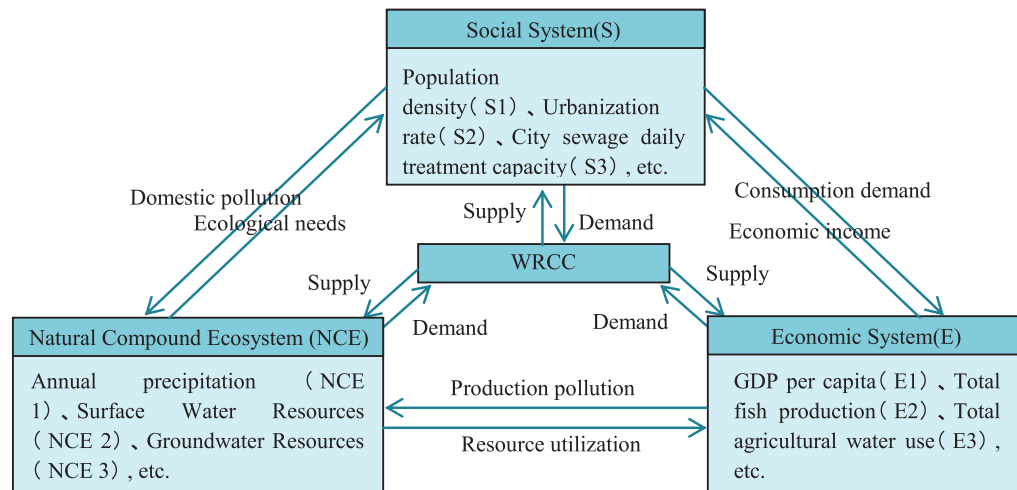 Social System(S)
Population
density( S1) 、Urbanization
rate( S2) 、City sewage daily
treatment capacity( S3) , etc.
Domestic pollution
Ecological needs
Supply
Demand
Consumption demand
Economic income
WRCC
Supply
Demand
Supply
Demand
Natural Compound Ecosystem (NCE)
Annual precipitation ( NCE
1) 、Surface Water Resources
( NCE 2) 、Groundwater Resources
( NCE 3) , etc.
Production pollution
Resource utilization
Economic System(E)
GDP per capita( E1) 、Total
fish production( E2) 、Total
agricultural water use( E3) 、
etc.